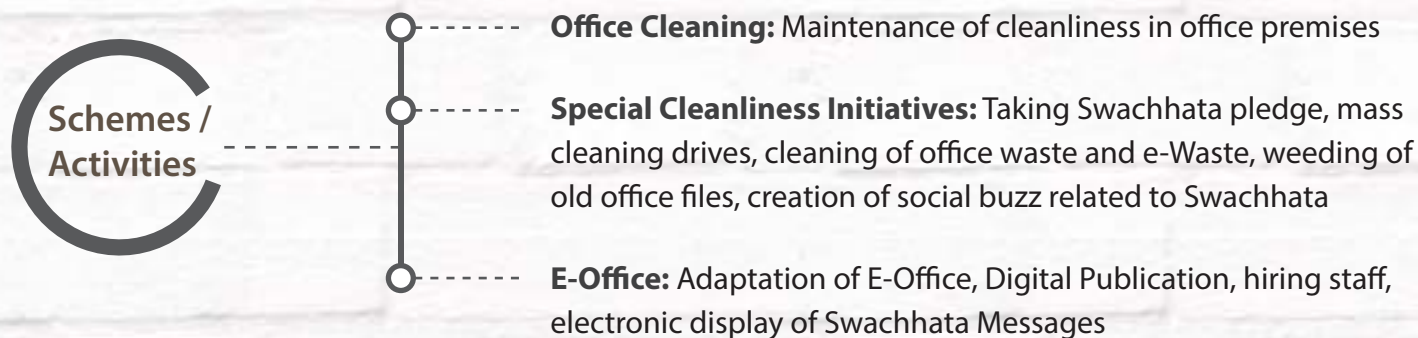 Schemes /
Activities
Office Cleaning: Maintenance of cleanliness in office premises
Special Cleanliness Initiatives: Taking Swachhata pledge, mass
cleaning drives, cleaning of office waste and e-Waste, weeding of
old office files, creation of social buzz related to Swachhata
E-Office: Adaptation of E-Office, Digital Publication, hiring staff,
electronic display of Swachhata Messages